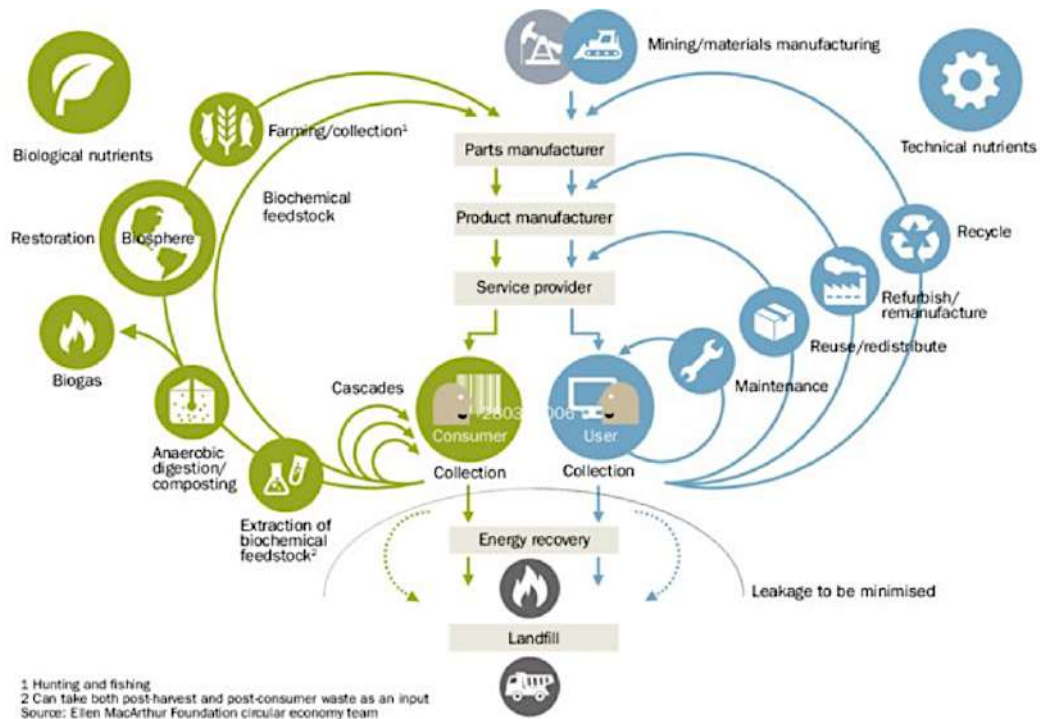 Mining/materials manufacturing
Biological nutrients
Farming/collection¹
Parts manufacturer
Technical nutrients
Biochemical
feedstock
Product manufacturer
Restoration
Biosphere
Recycle
Service provider
Refurbish/
remanufacture
Biogas
Reuse/redistribute
Cascades
Maintenance
Consumer
User
Anaerobic
digestion/
composting
Collection
Collection
Extraction of
biochemical
feedstock²
Energy recovery
Leakage to be minimised
Landfill
1 Hunting and fishing
2 Can take both post-harvest and post-consumer waste as an input
Source: Ellen MacArthur Foundation circular economy team